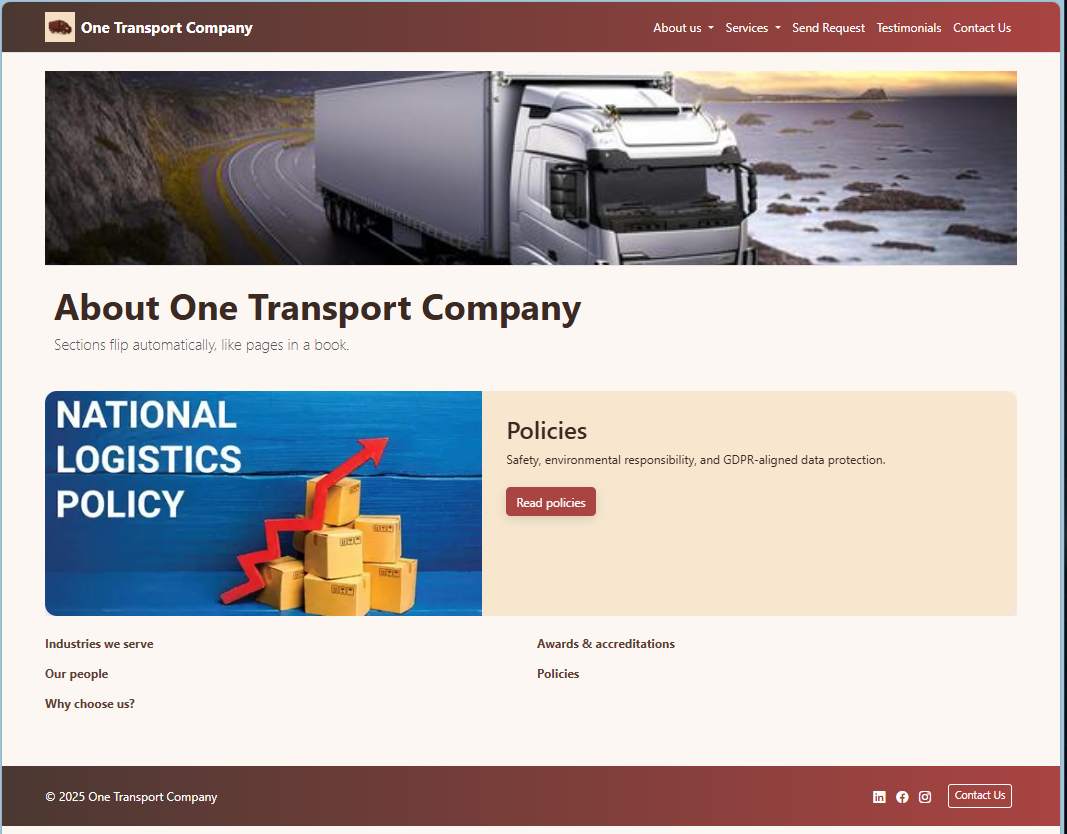 One Transport Company
About us
Services
Send Request
Testimonials
Contact Us
About One Transport Company
Sections flip automatically, like pages in a book.
NATIONAL
LOGISTICS
POLICY
Policies
Safety, environmental responsibility, and GDPR-aligned data protection.
Read policies
Industries we serve
Awards & accreditations
Our people
Policies
Why choose us?
© 2025 One Transport Company
Contact Us